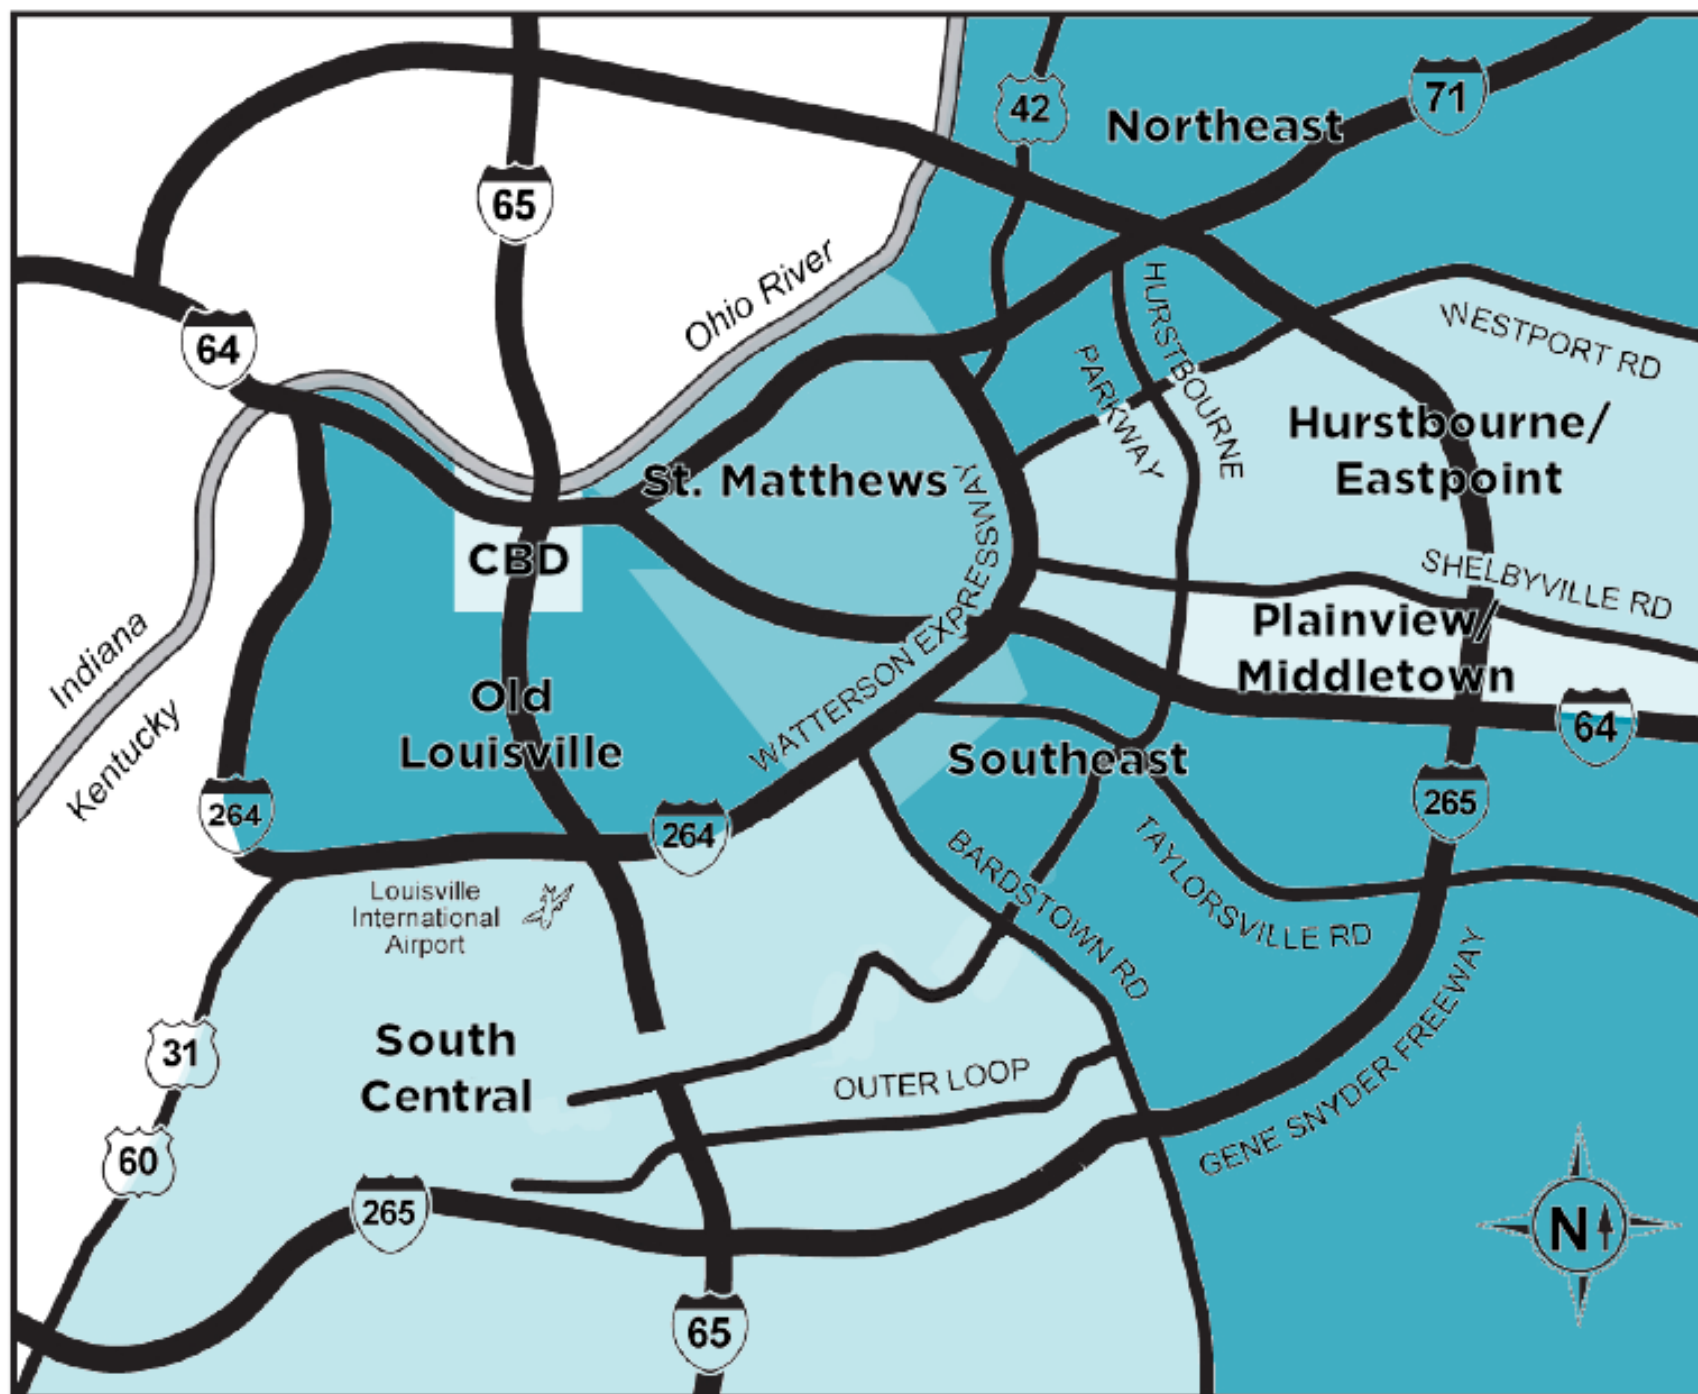 42
Northeast
71
65
Ohio River
HURSTBOURNE
PARKWAY
WESTPORT RD
64
Hurstbourne/
Eastpoint
St. Matthews
CBD
WATTERSON EXPRESSWAY
SHELBYVILLE RD
Plainview/
Middletown
Indiana
Kentucky
Old
Louisville
Southeast
64
265
264
264
BARDSTOWN RD
TAYLORSVILLE RD
Louisville
International
Airport
31
South
Central
OUTER LOOP
GENE SNYDER FREEWAY
60
265
N
65